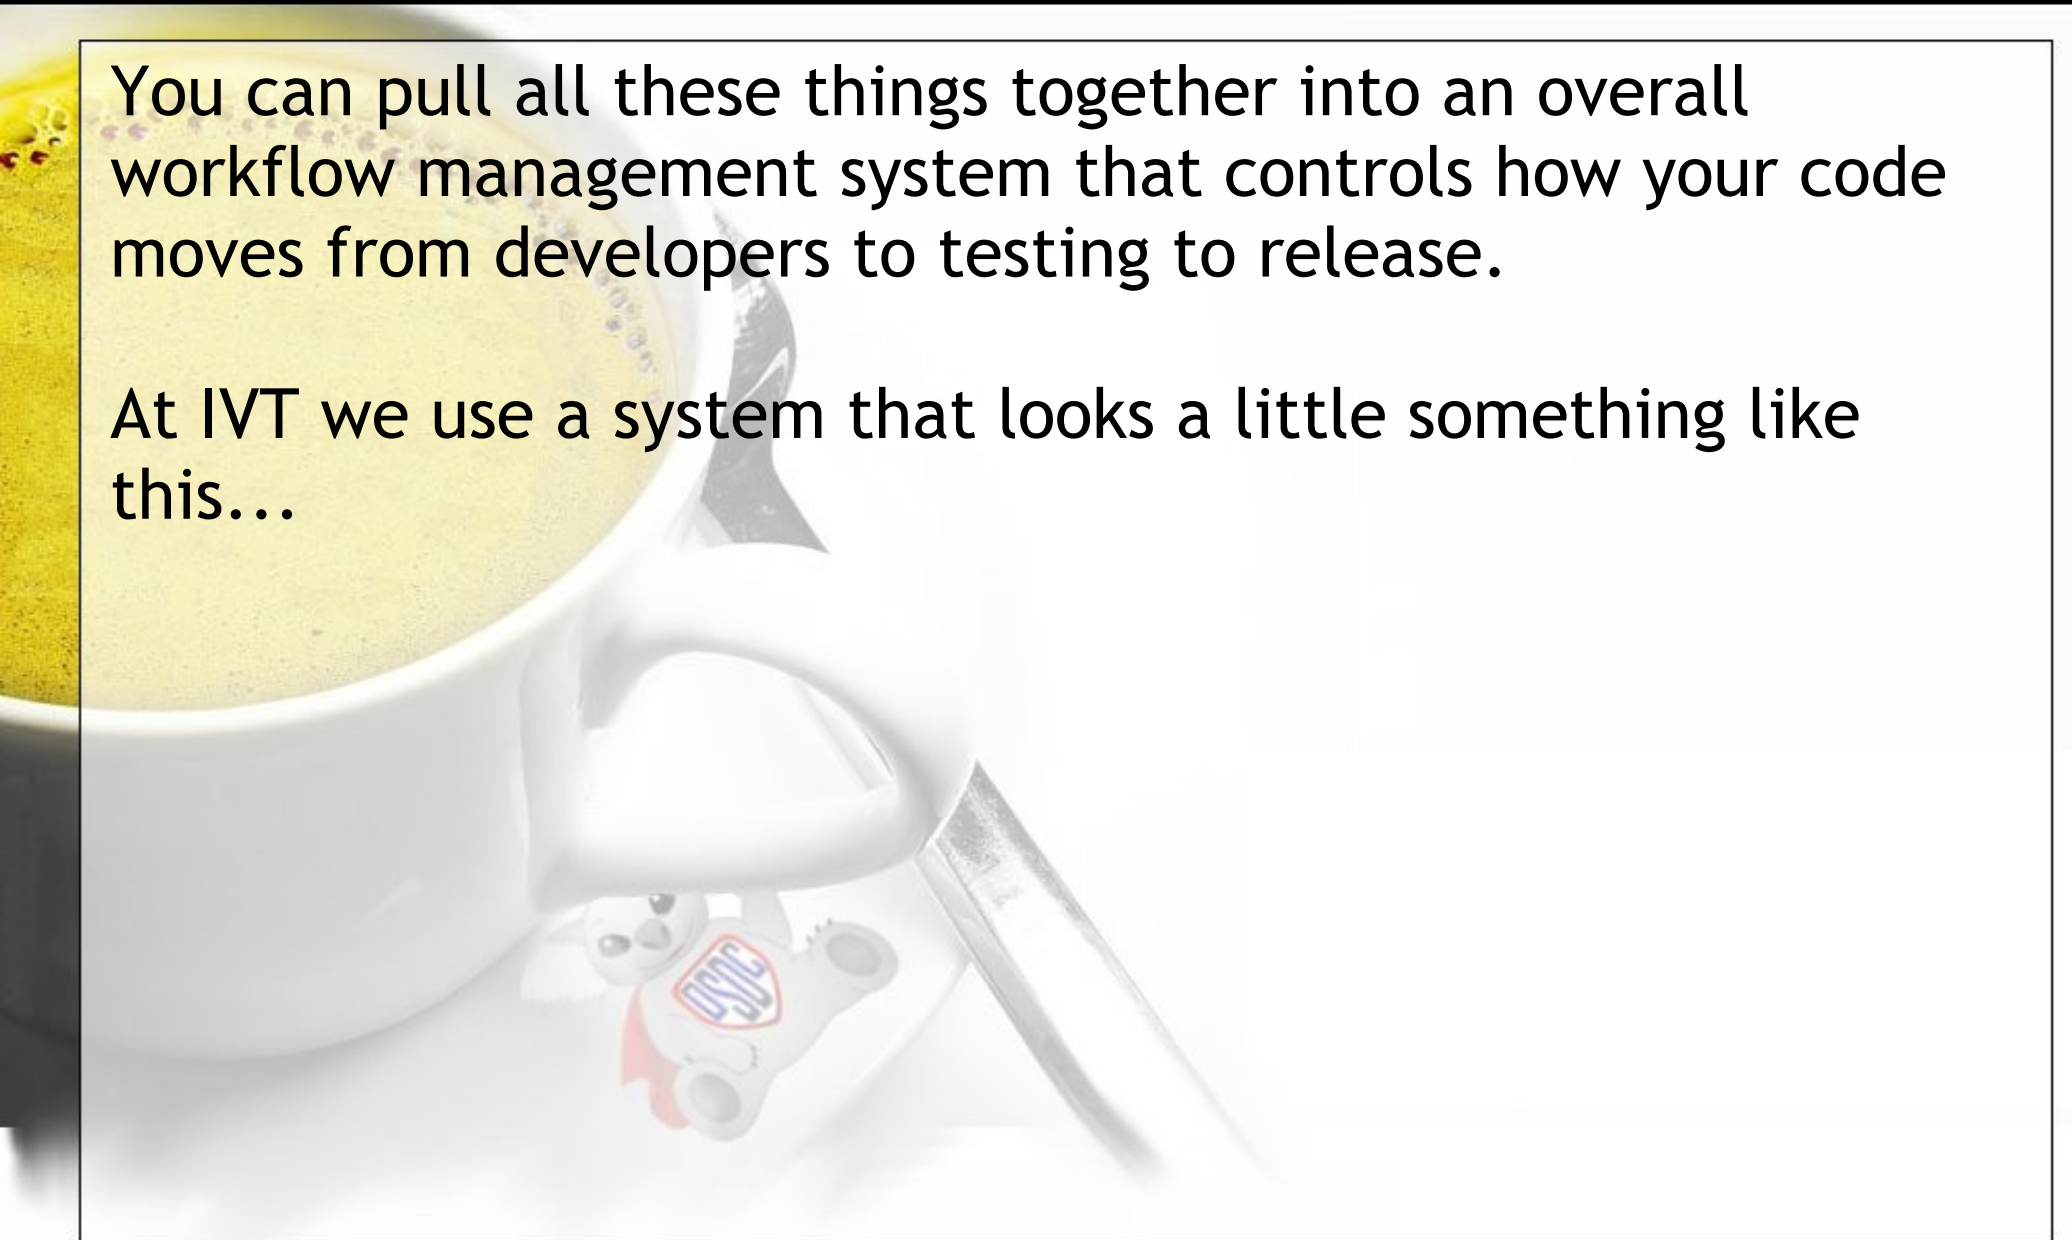 You can pull all these things together into an overall
workflow management system that controls how your code
moves from developers to testing to release.
At IVT we use a system that looks a little something like
this...
OSDC